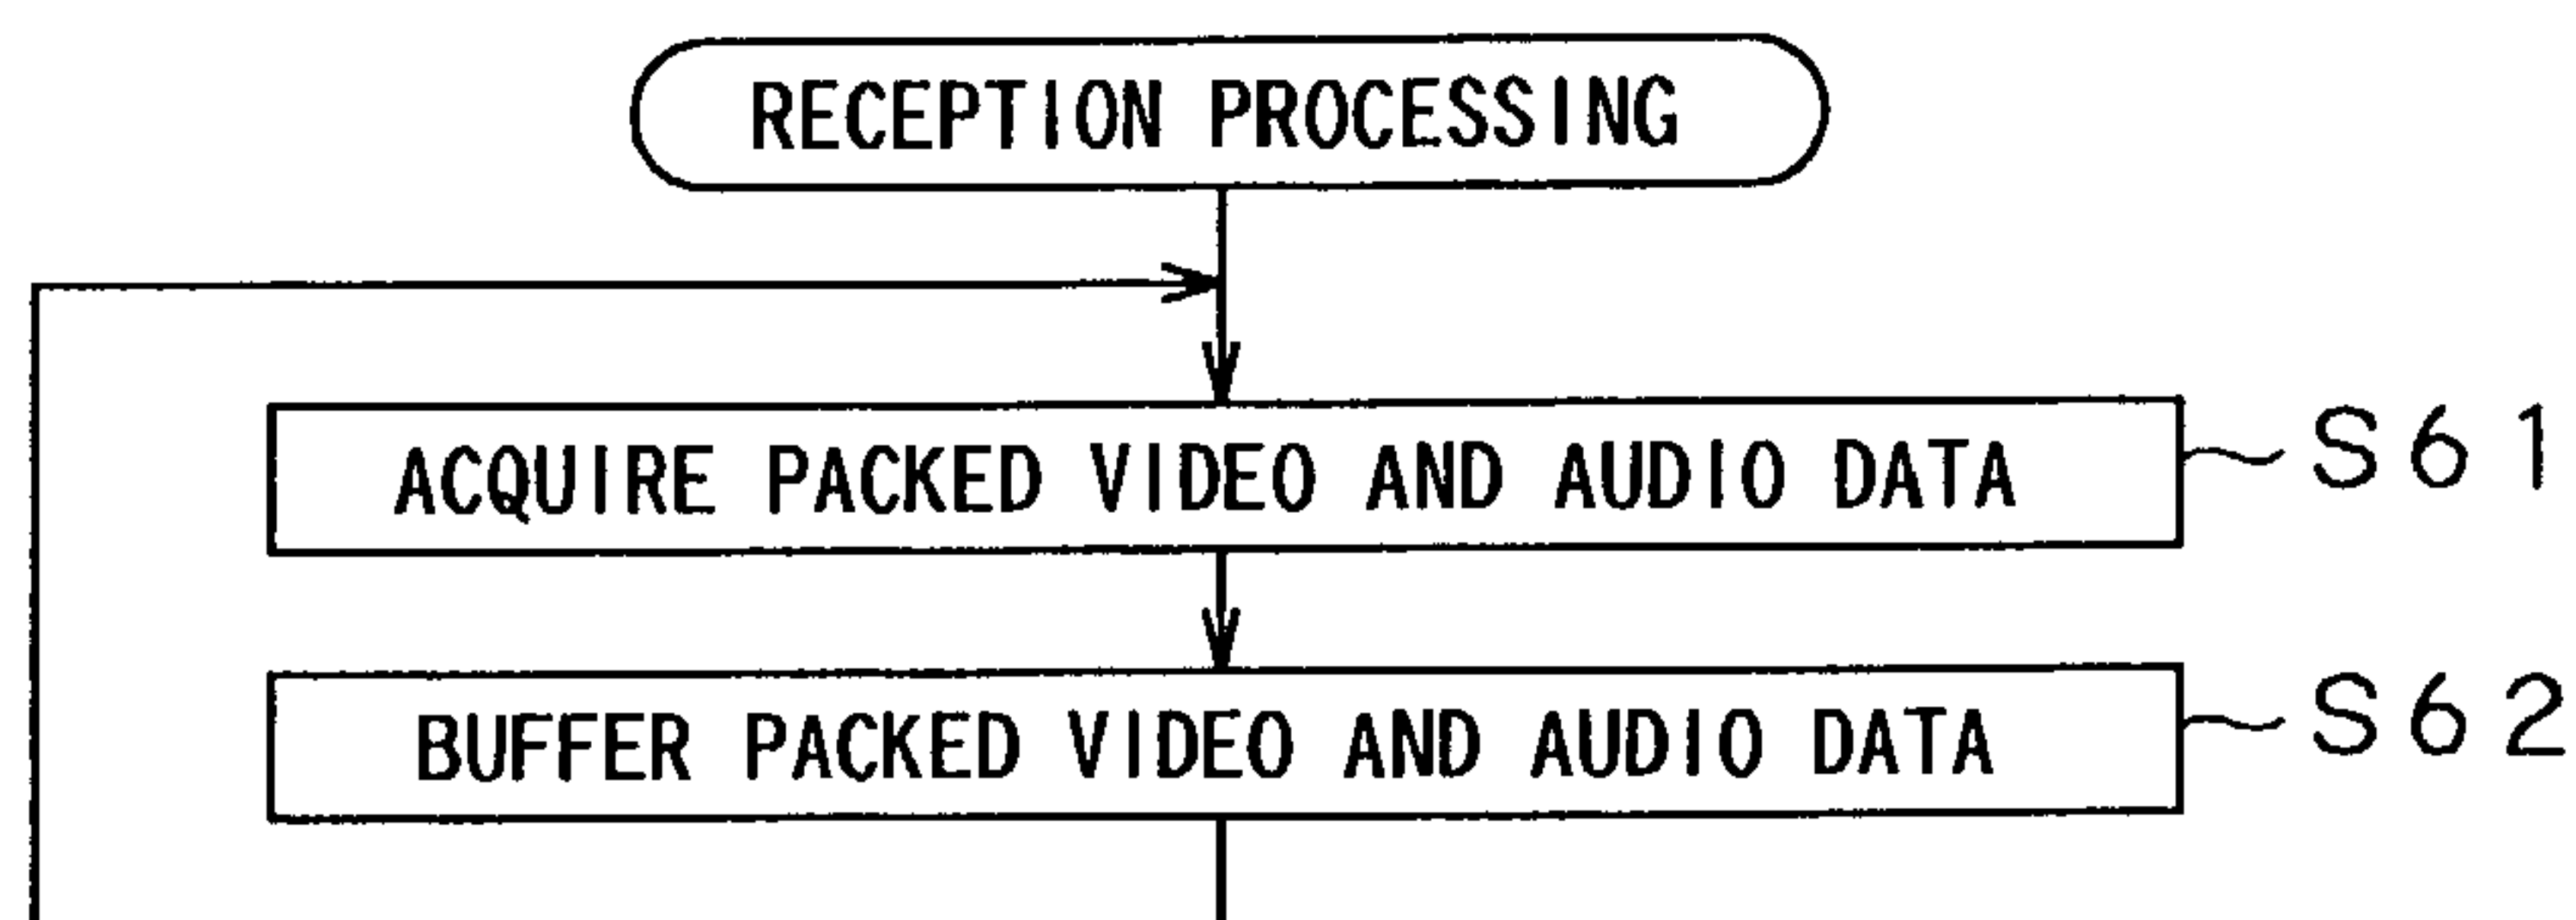 RECEPTION PROCESSING
ACQUIRE PACKED VIDEO AND AUDIO DATA S61
BUFFER PACKED VIDEO AND AUDIO DATA S62